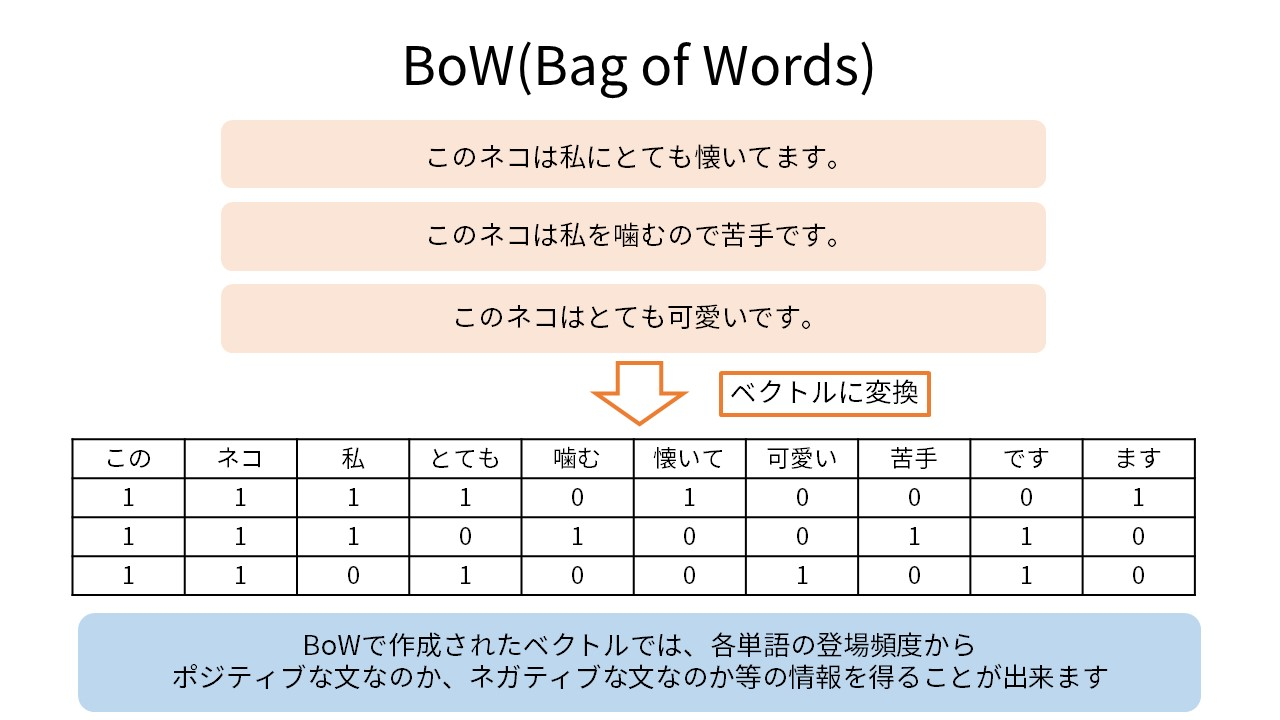 BoW(Bag of Words)
このネコは私にとても懐いてます。
このネコは私を噛むので苦手です。
このネコはとても可愛いです。
ベクトルに変換
この ネコ 私 とても 噛む 懐いて 可愛い 苦手 です ます
1 1 1 1 0 1 0 0 0 1
1 1 1 0 1 0 0 1 1 0
1 1 0 1 0 0 1 0 1 0
BoWで作成されたベクトルでは、各単語の登場頻度から
ポジティブな文なのか、ネガティブな文なのか等の情報を得ることが出来ます